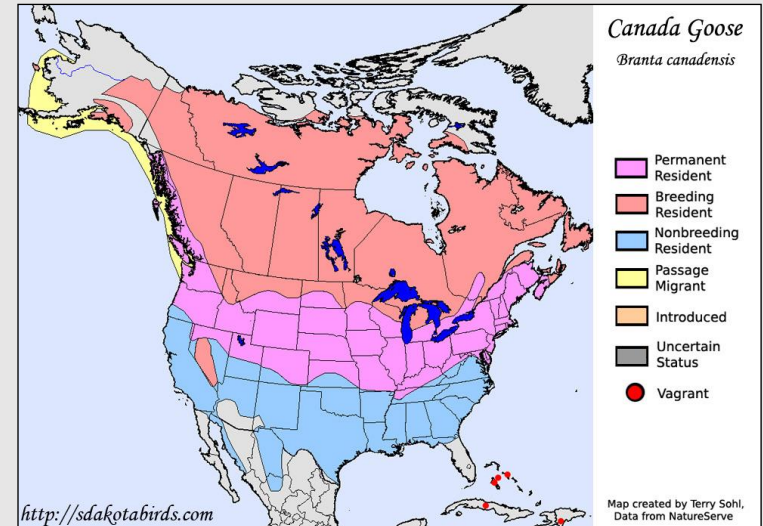 Canada Goose
Branta canadensis
Permanent
Resident
Breeding
Resident
Nonbreeding
Resident
Passage
Migrant
Introduced
Uncertain
Status
Vagrant
http://sdakotabirds.com
Map created by Terry Sohl,
Data from NatureServe